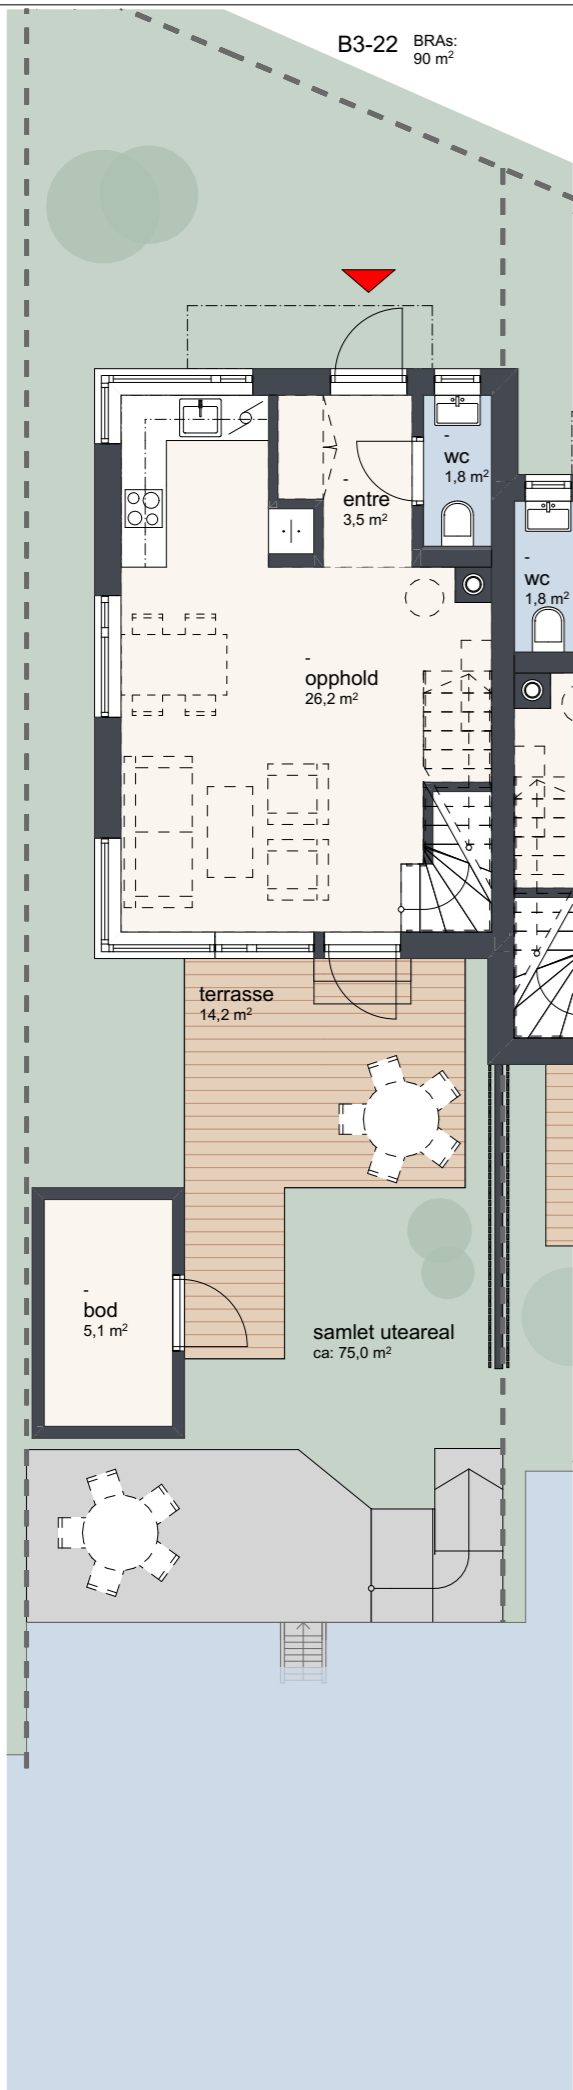 B3-22 BRAs:
90 m²
-
wc
1,8 m²
-
entre
3,5 m²
-
wc
1,8 m²
-
opphold
26,2 m²
terrasse
14,2 m²
-
bod
5,1 m²
samlet uteareal
ca: 75,0 m²